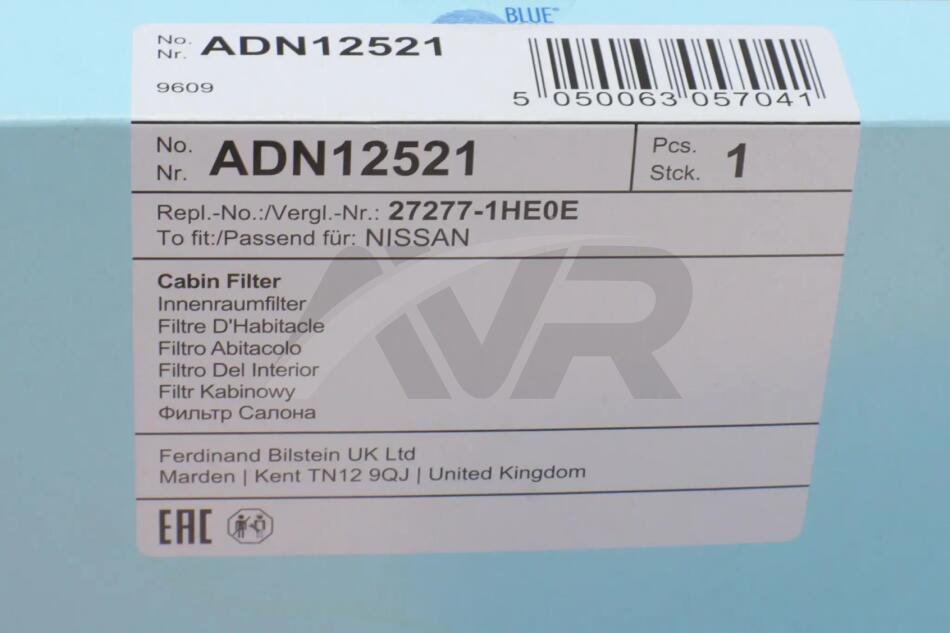 BLUE
No. ADN12521
Nr.
9609
5 050063 057041
No. ADN12521
Nr.
Pcs. 1
Stck.
Repl.-No.:/Vergl.-Nr.: 27277-1HE0E
To fit:/Passend für: NISSAN
Cabin Filter
Innenraumfilter
Filtre D'Habitacle
Filtro Abitacolo
Filtro Del Interior
Filtr Kabinowy
Фильтр Салона
AVR
Ferdinand Bilstein UK Ltd
Marden | Kent TN12 9QJ | United Kingdom
EAC